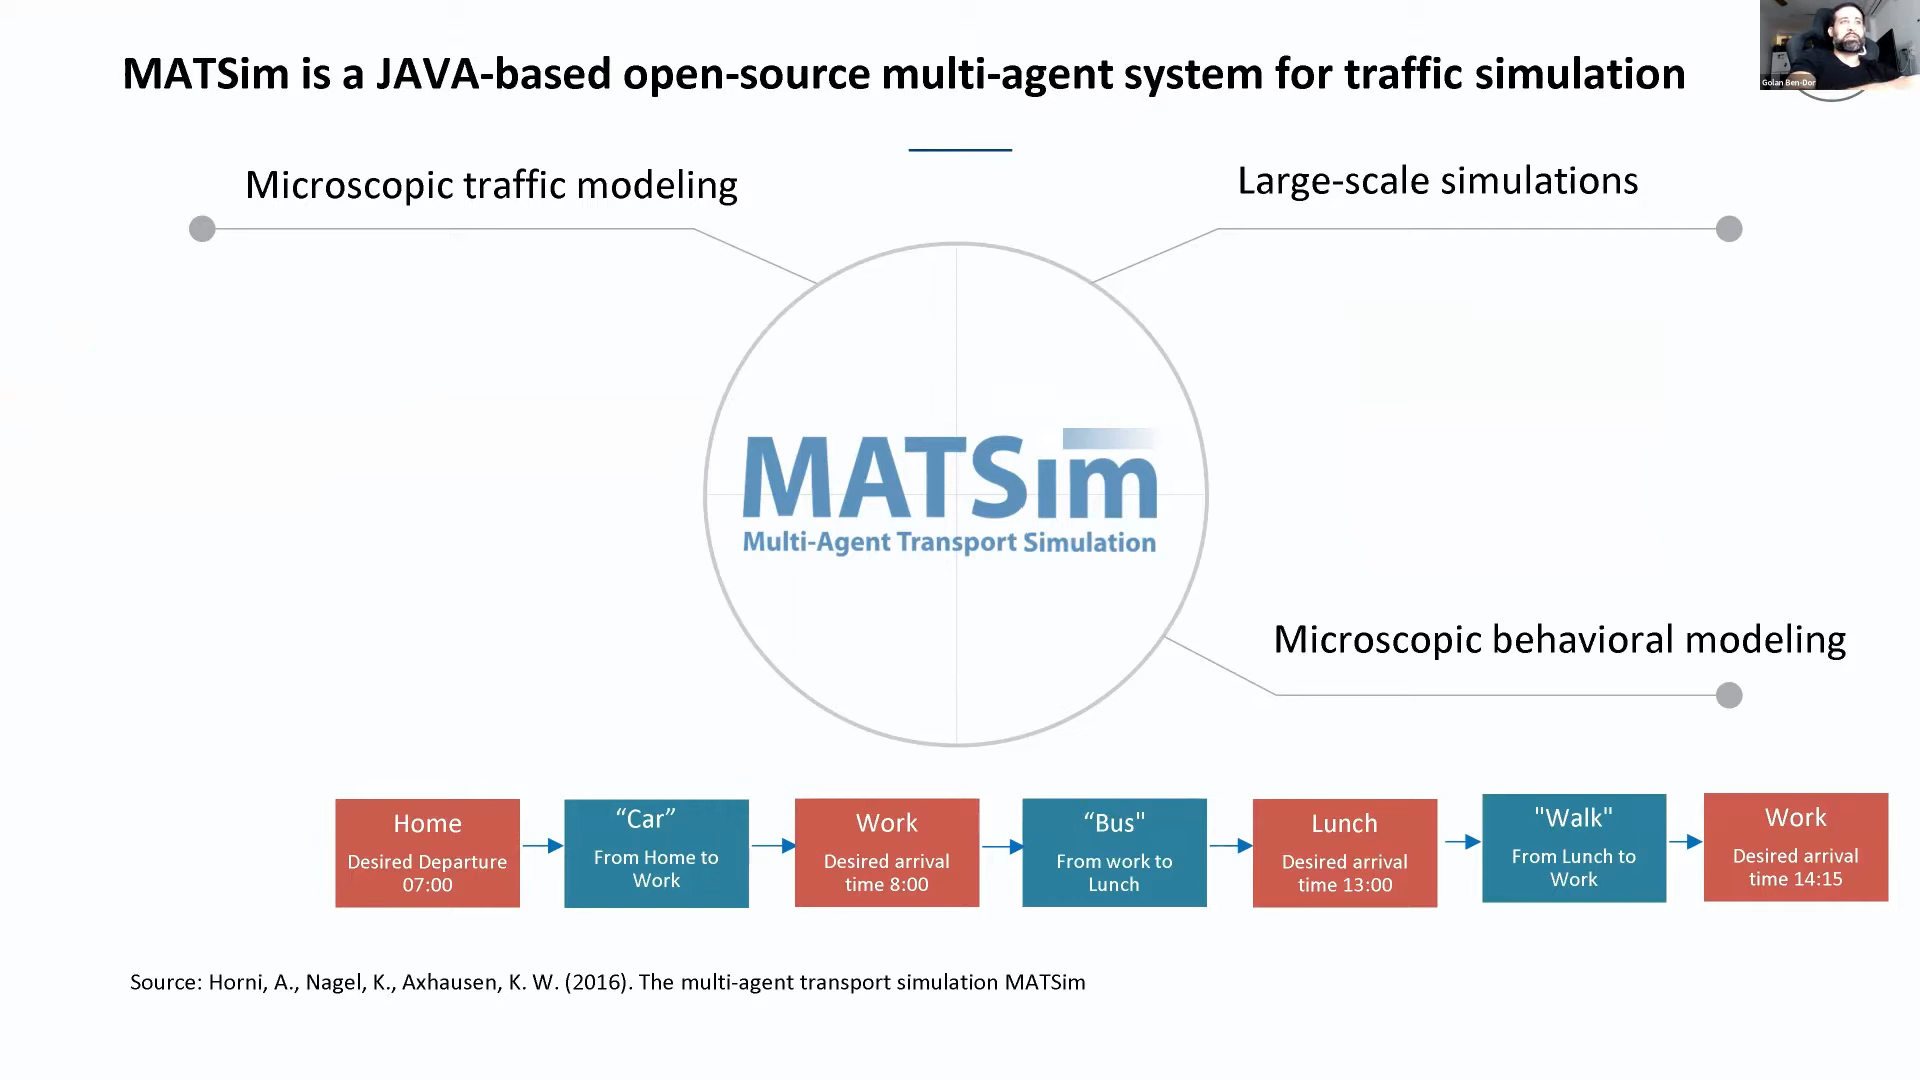 MATSim is a JAVA-based open-source multi-agent system for traffic simulation
Golan Ben-Dor
Microscopic traffic modeling
Large-scale simulations
MATSim
Multi-Agent Transport Simulation
Microscopic behavioral modeling
Home
Desired Departure
07:00
“Car”
From Home to
Work
Work
Desired arrival
time 8:00
“Bus"
From work to
Lunch
Lunch
Desired arrival
time 13:00
"Walk"
From Lunch to
Work
Work
Desired arrival
time 14:15
Source: Horni, A., Nagel, K., Axhausen, K. W. (2016). The multi-agent transport simulation MATSim